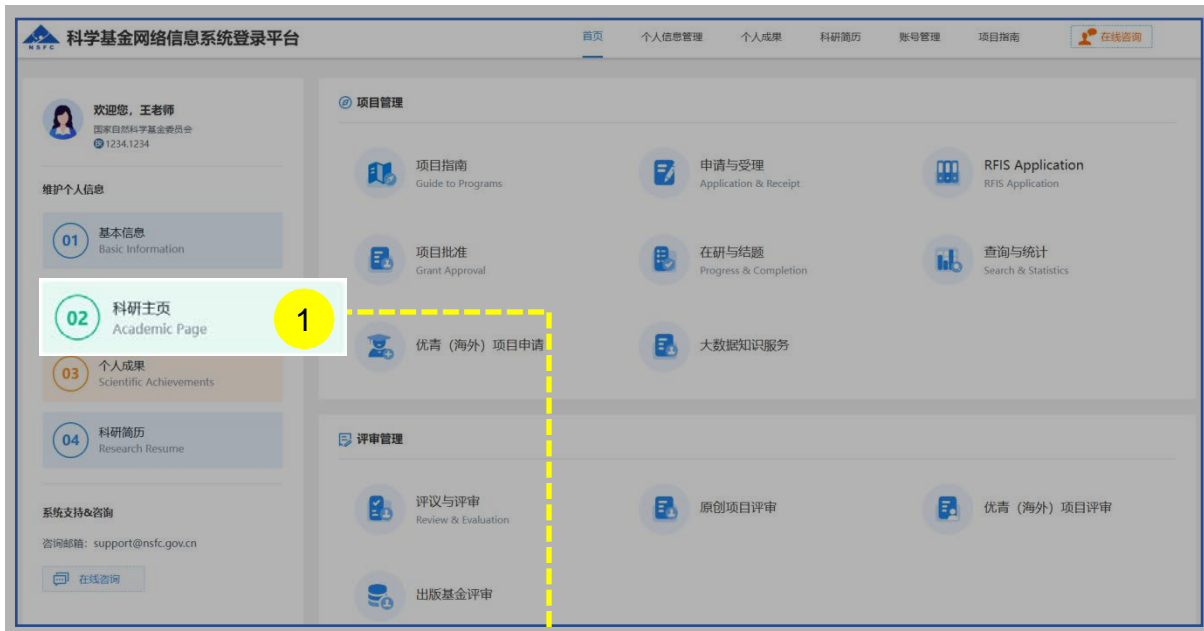 NSFC
科学基金网络信息系统登录平台
首页 个人信息管理 个人成果 科研简历 账号管理 项目指南 在线咨询
欢迎您，王老师
国家自然科学基金委员会
1234.1234
维护个人信息
01 基本信息
Basic Information
02 科研主页
Academic Page
1
03 个人成果
Scientific Achievements
04 科研简历
Research Resume
系统支持&咨询
咨询邮箱：support@nsfc.gov.cn
在线咨询
项目管理
项目指南
Guide to Programs
申请与受理
Application & Receipt
RFIS Application
RFIS Application
项目批准
Grant Approval
在研与结题
Progress & Completion
查询与统计
Search & Statistics
优青（海外）项目申请
大数据知识服务
评审管理
评议与评审
Review & Evaluation
原创项目评审
优青（海外）项目评审
出版基金评审